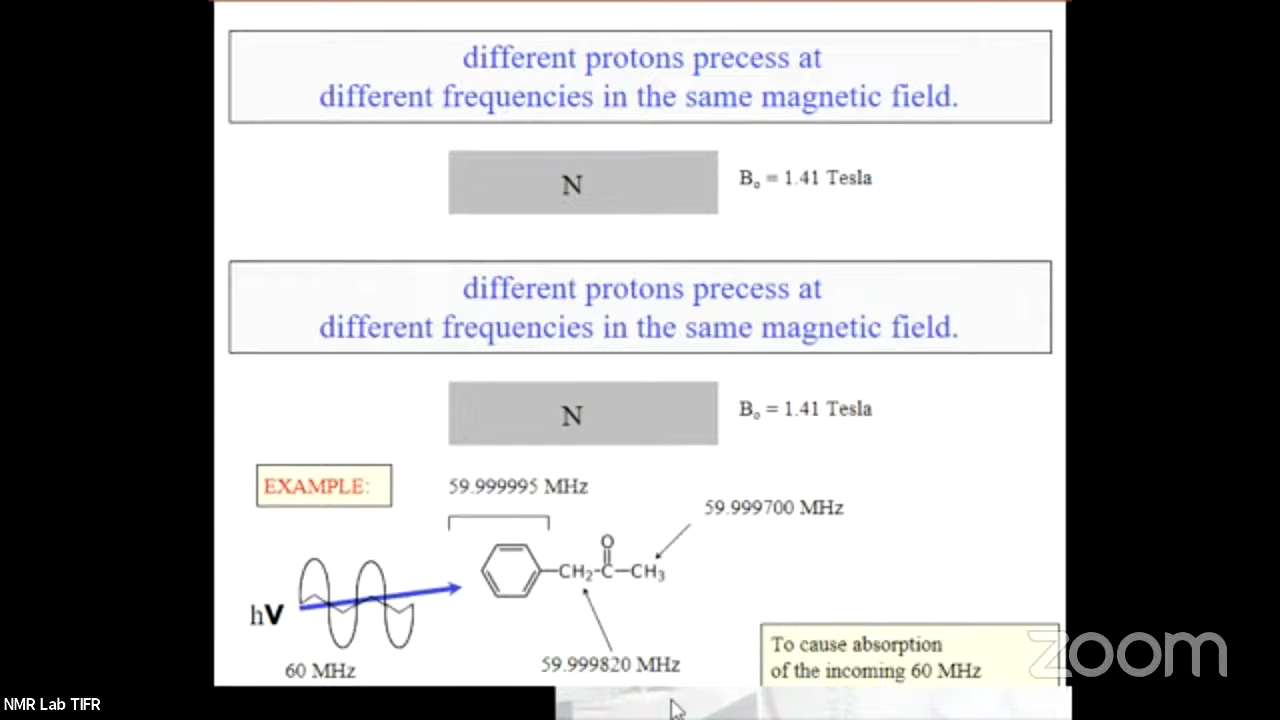 different protons precess at
different frequencies in the same magnetic field.
N
Bo = 1.41 Tesla
different protons precess at
different frequencies in the same magnetic field.
N
Bo = 1.41 Tesla
EXAMPLE:
59.999995 MHz
59.999700 MHz
O
CH2-C-CH3
hV
60 MHz
59.999820 MHz
To cause absorption
of the incoming 60 MHz
zoom
NMR Lab TIFR